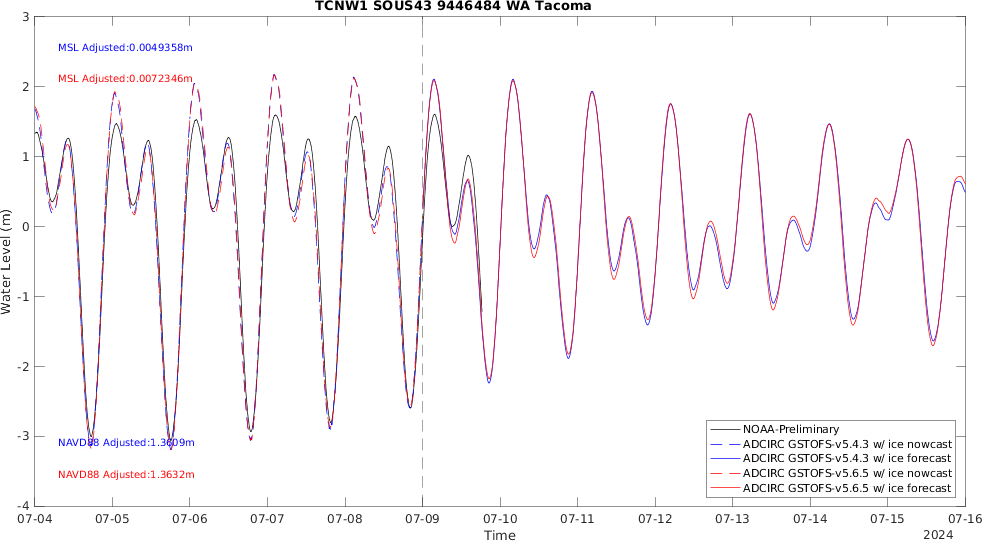 TCNW1 SOUS43 9446484 WA Tacoma
MSL Adjusted:0.0049358m
MSL Adjusted:0.0072346m
NAVD88 Adjusted:1.3609m
NAVD88 Adjusted:1.3632m
Water Level (m)
3
2
1
0
-1
-2
-3
-4
NOAA-Preliminary
ADCIRC GSTOFS-v5.4.3 w/ ice nowcast
ADCIRC GSTOFS-v5.4.3 w/ ice forecast
ADCIRC GSTOFS-v5.6.5 w/ ice nowcast
ADCIRC GSTOFS-v5.6.5 w/ ice forecast
07-04 07-05 07-06 07-07 07-08 07-09 07-10 07-11 07-12 07-13 07-14 07-15 07-16
Time
2024